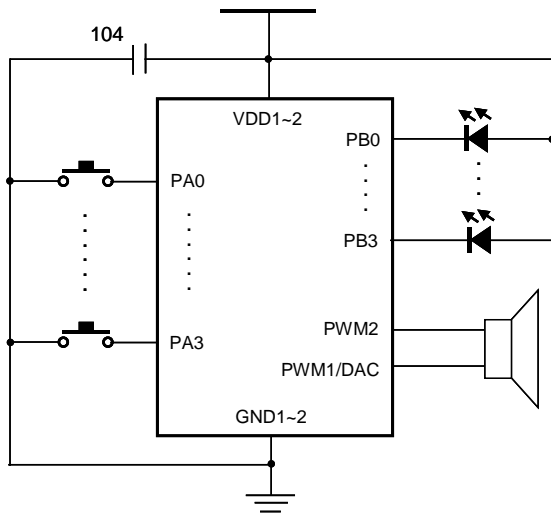 104
VDD1~2
PB0
PA0
PB3
PWM2
PA3
PWM1/DAC
GND1~2